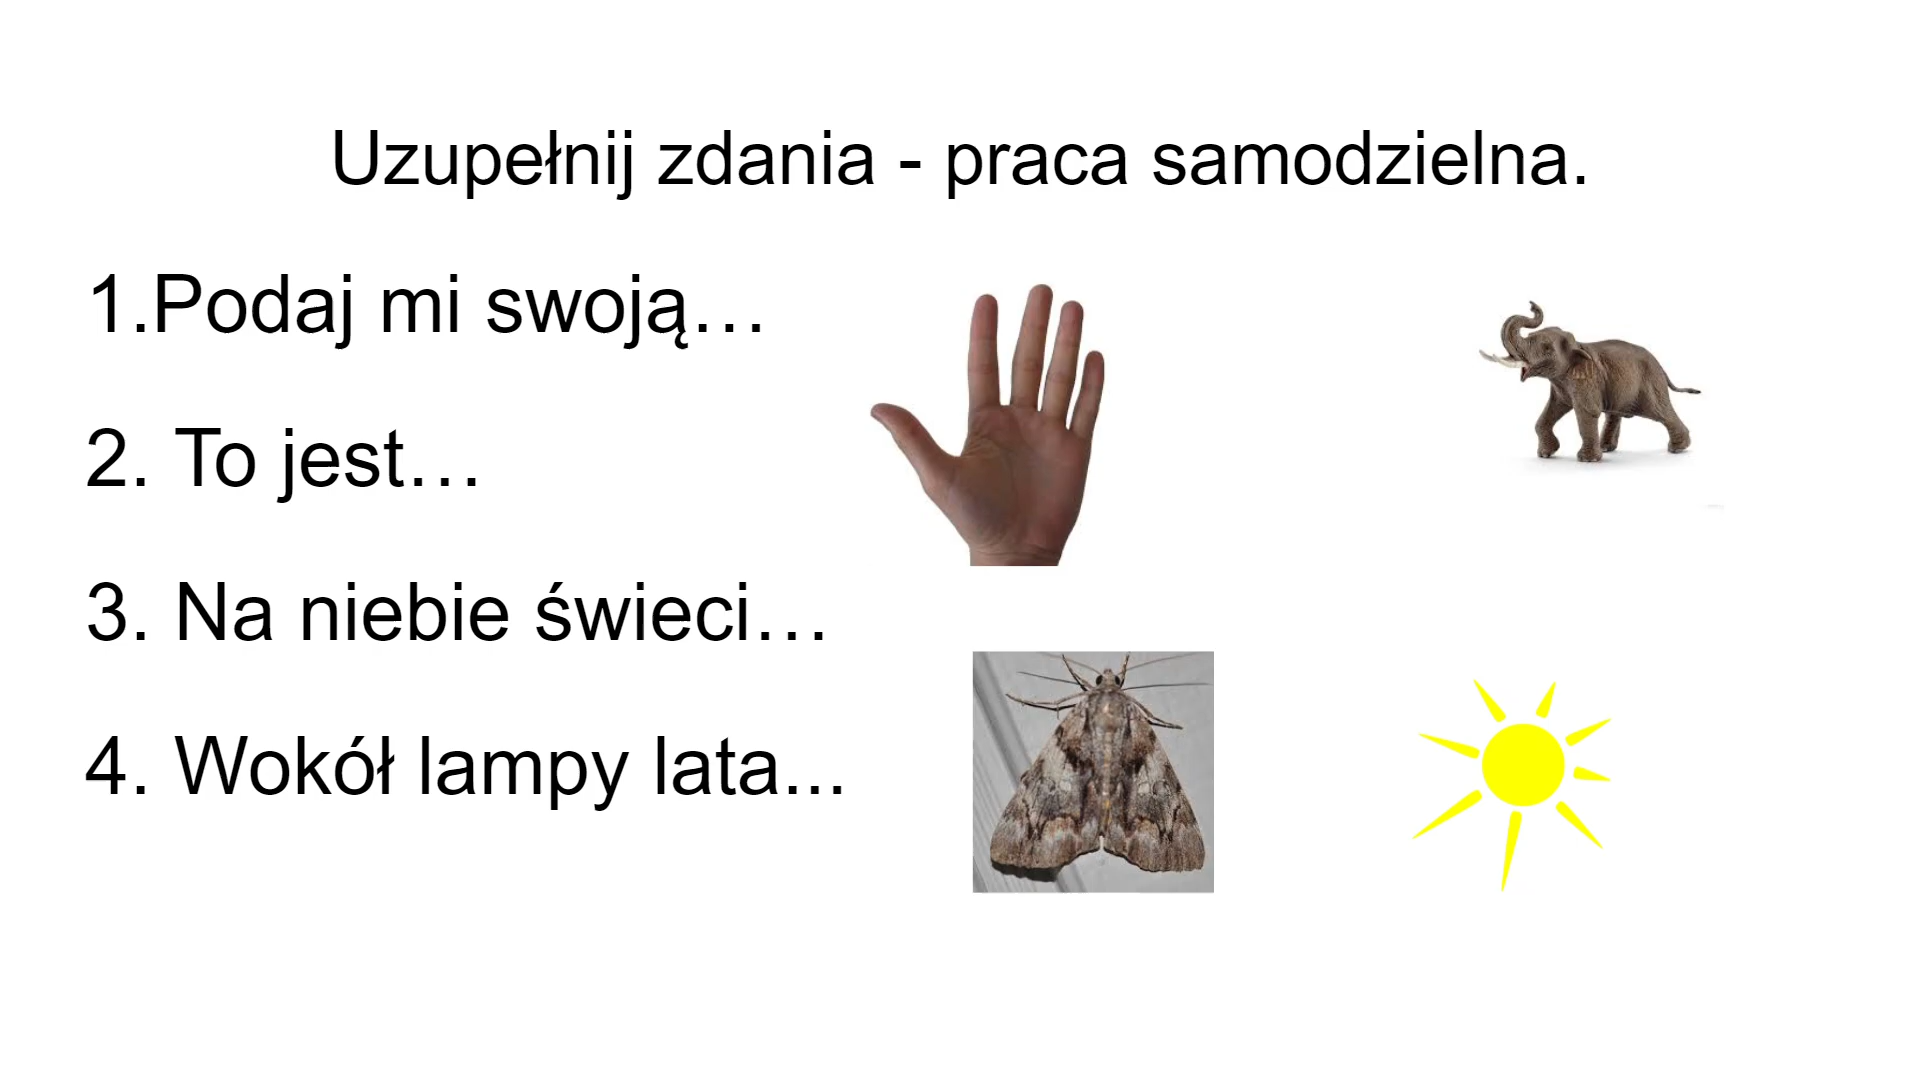 Uzupełnij zdania - praca samodzielna.
1.Podaj mi swoją…
2. To jest…
3. Na niebie świeci…
4. Wokół lampy lata...